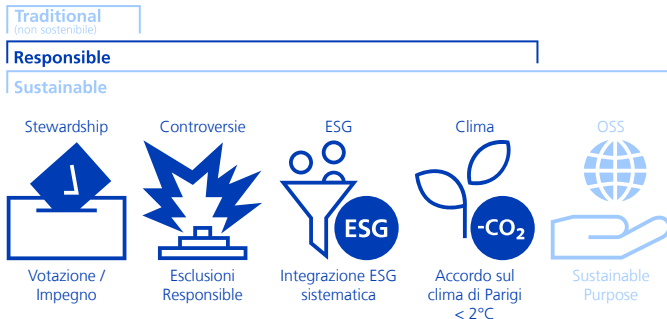 Traditional
(non sostenibile)
Responsible
Sustainable
Stewardship
Controversie
ESG
Clima
OSS
ESG
-CO₂
Votazione /
Impegno
Esclusioni
Responsible
Integrazione ESG
sistematica
Accordo sul
clima di Parigi
< 2°C
Sustainable
Purpose